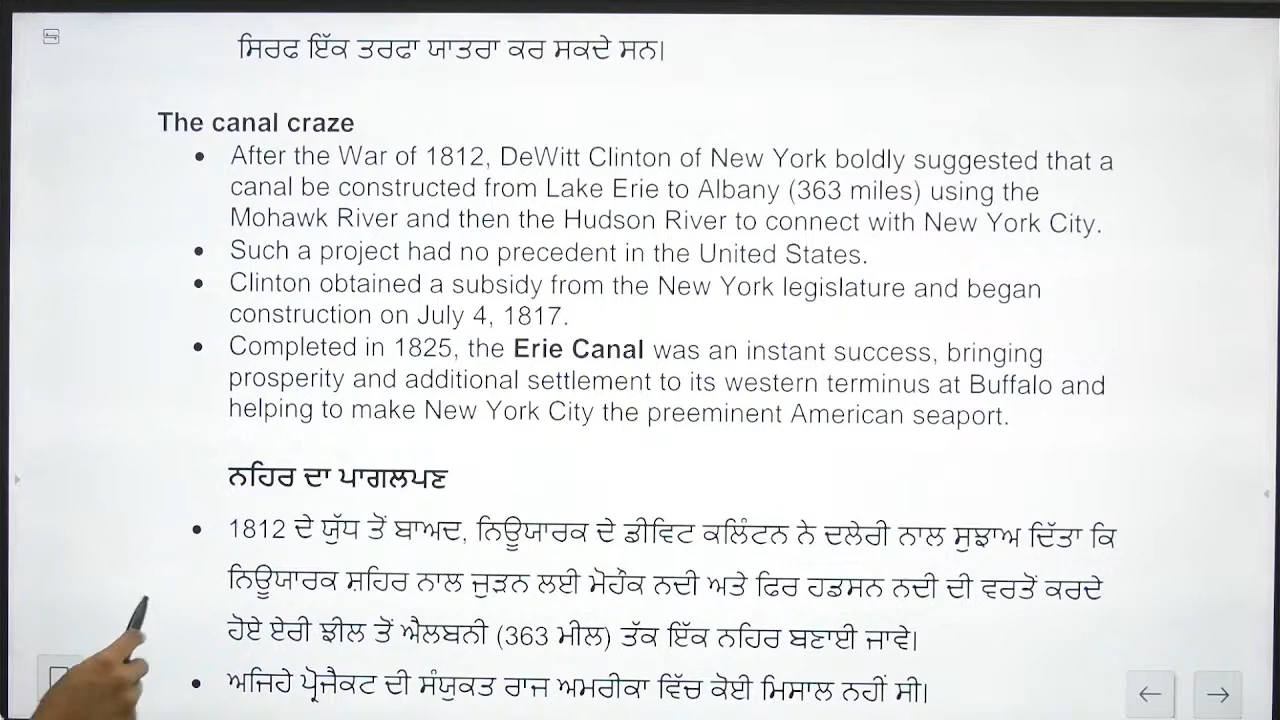 ਸਿਰਫ ਇੱਕ ਤਰਫਾ ਯਾਤਰਾ ਕਰ ਸਕਦੇ ਸਨ।
The canal craze
• After the War of 1812, DeWitt Clinton of New York boldly suggested that a
canal be constructed from Lake Erie to Albany (363 miles) using the
Mohawk River and then the Hudson River to connect with New York City.
• Such a project had no precedent in the United States.
• Clinton obtained a subsidy from the New York legislature and began
construction on July 4, 1817.
• Completed in 1825, the Erie Canal was an instant success, bringing
prosperity and additional settlement to its western terminus at Buffalo and
helping to make New York City the preeminent American seaport.
ਨਹਿਰ ਦਾ ਪਾਗਲਪਣ
• 1812 ਦੇ ਯੁੱਧ ਤੋਂ ਬਾਅਦ, ਨਿਊਯਾਰਕ ਦੇ ਡੀਵਿਟ ਕਲਿੰਟਨ ਨੇ ਦਲੇਰੀ ਨਾਲ ਸੁਝਾਅ ਦਿੱਤਾ ਕਿ
ਨਿਊਯਾਰਕ ਸ਼ਹਿਰ ਨਾਲ ਜੁੜਨ ਲਈ ਮੋਹੌਕ ਨਦੀ ਅਤੇ ਫਿਰ ਹਡਸਨ ਨਦੀ ਦੀ ਵਰਤੋਂ ਕਰਦੇ
ਹੋਏ ਏਰੀ ਝੀਲ ਤੋਂ ਐਲਬਨੀ (363 ਮੀਲ) ਤੱਕ ਇੱਕ ਨਹਿਰ ਬਣਾਈ ਜਾਵੇ।
• ਅਜਿਹੇ ਪ੍ਰੋਜੈਕਟ ਦੀ ਸੰਯੁਕਤ ਰਾਜ ਅਮਰੀਕਾ ਵਿੱਚ ਕੋਈ ਮਿਸਾਲ ਨਹੀਂ ਸੀ।